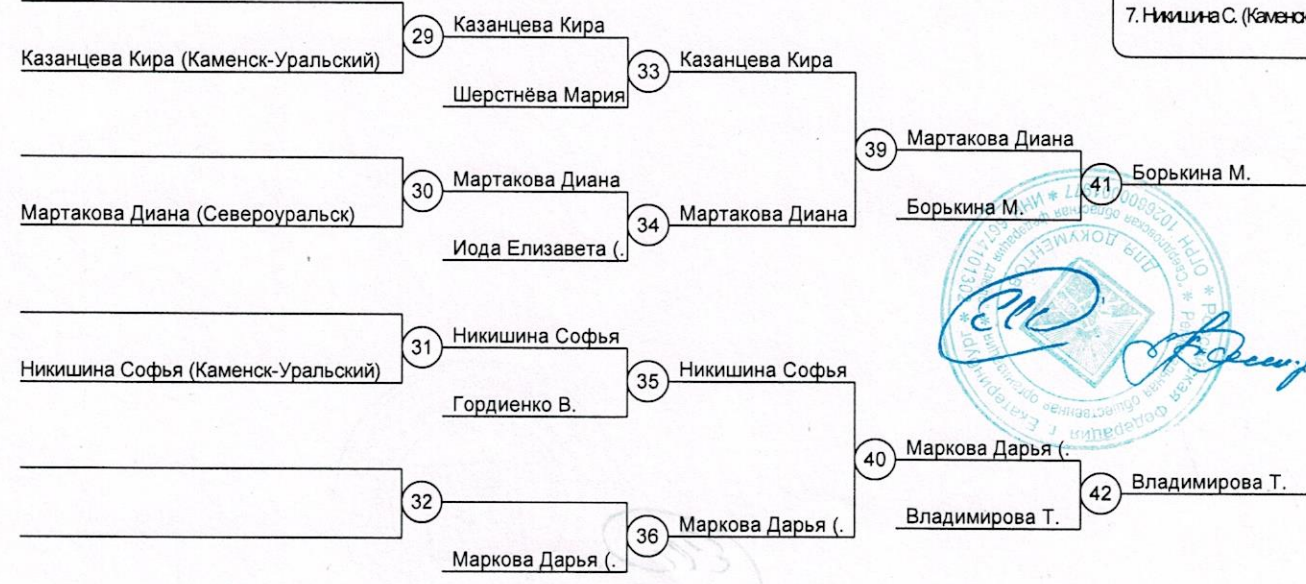 7. Никишина С. (Каменск
29
Казанцева Кира
Казанцева Кира (Каменск-Уральский)
33
Казанцева Кира
Шерстнёва Мария
39
Мартакова Диана
30
Мартакова Диана
41
Борькина М.
Мартакова Диана (Североуральск)
34
Мартакова Диана
Борькина М.
Иода Елизавета (.
31
Никишина Софья
Никишина Софья (Каменск-Уральский)
35
Никишина Софья
Гордиенко В.
40
Маркова Дарья (.
32
42
Владимирова Т.
36
Маркова Дарья (.
Владимирова Т.
Маркова Дарья (.
ДЛЯ ДОКУМЕНТОВ